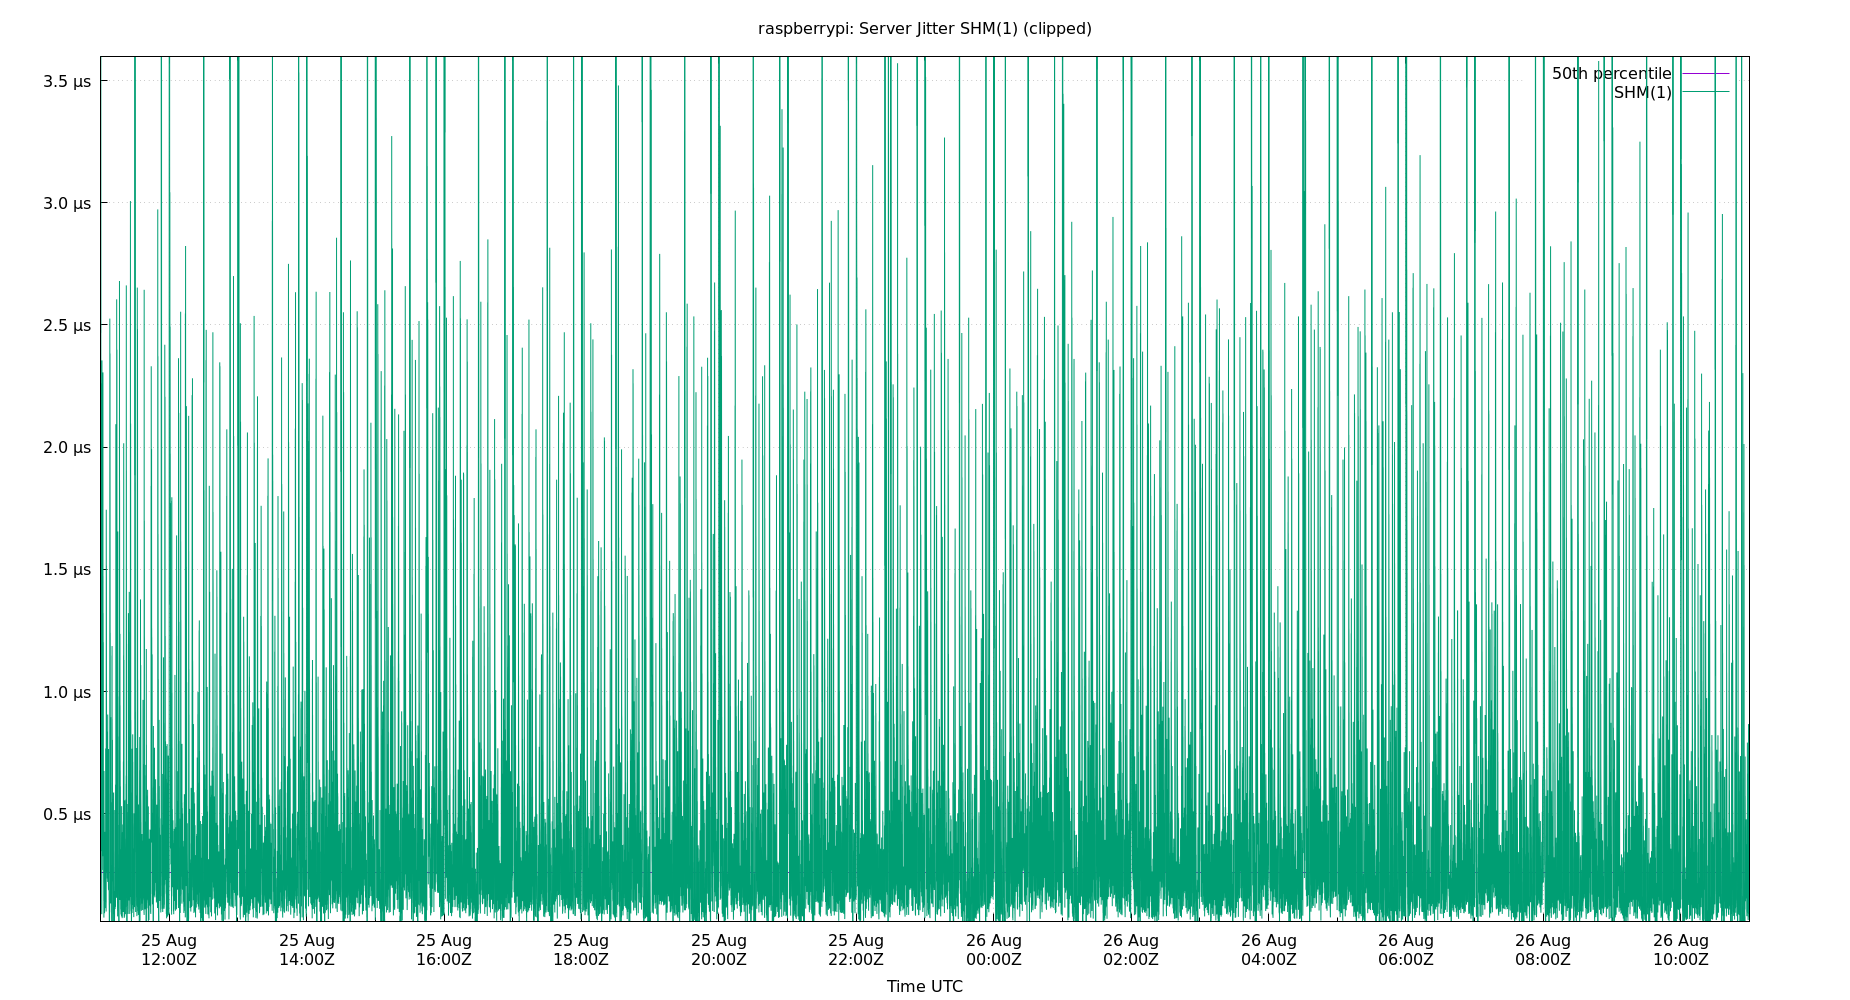 raspberrypi: Server Jitter SHM(1) (clipped)
50th percentile
SHM(1)
3.5 µs
3.0 µs
2.5 µs
2.0 µs
1.5 µs
1.0 µs
0.5 µs
25 Aug 25 Aug 25 Aug 25 Aug 25 Aug 25 Aug 26 Aug 26 Aug 26 Aug 26 Aug 26 Aug 26 Aug
12:00Z 14:00Z 16:00Z 18:00Z 20:00Z 22:00Z 00:00Z 02:00Z 04:00Z 06:00Z 08:00Z 10:00Z
Time UTC